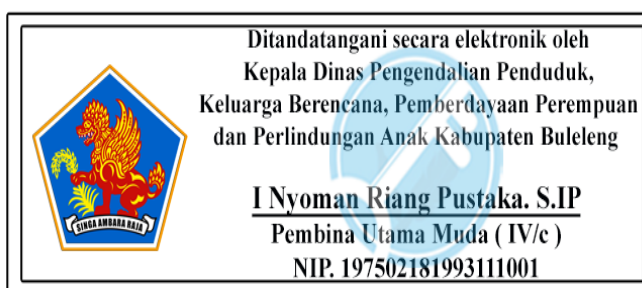 Ditandatangani secara elektronik oleh
Kepala Dinas Pengendalian Penduduk,
Keluarga Berencana, Pemberdayaan Perempuan
dan Perlindungan Anak Kabupaten Buleleng
SINGA AMBARA RAJA
I Nyoman Riang Pustaka. S.IP
Pembina Utama Muda ( IV/c )
NIP. 197502181993111001